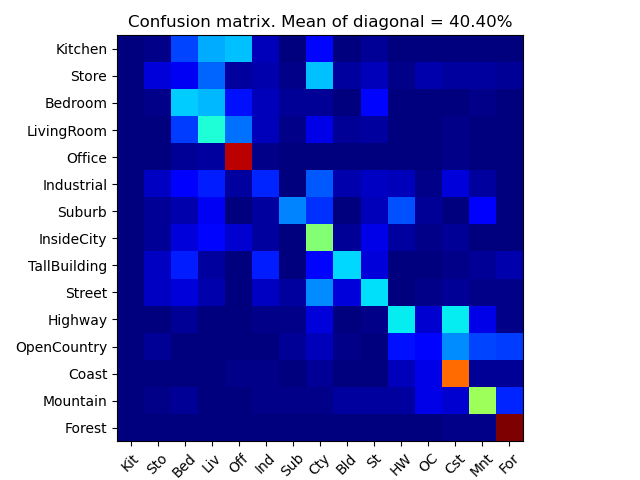 Confusion matrix. Mean of diagonal = 40.40%
Kitchen
Store
Bedroom
LivingRoom
Office
Industrial
Suburb
InsideCity
TallBuilding
Street
Highway
OpenCountry
Coast
Mountain
Forest
Kit Sto Bed Liv Off Ind Sub Cty Bld St HW OC Cst Mnt For